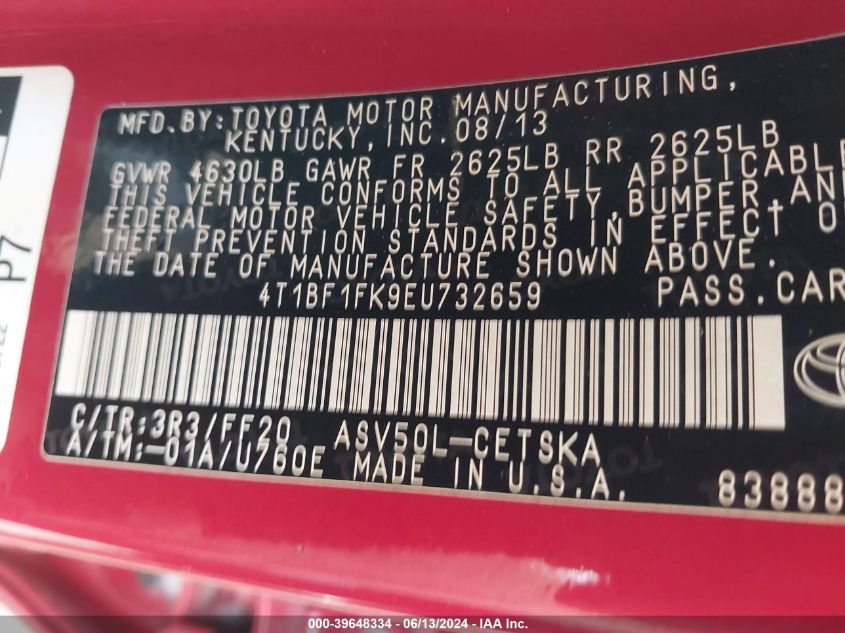 MFD.BY:TOYOTA MOTOR MANUFACTURING,
KENTUCKY,INC.08/13
GVWR 4630LB GAWR FR 2625LB RR 2625LB
THIS VEHICLE CONFORMS TO ALL APPLICABLE
FEDERAL MOTOR VEHICLE SAFETY,BUMPER,AND
THEFT PREVENTION STANDARDS IN EFFECT O
THE DATE OF MANUFACTURE SHOWN ABOVE.
4T1BF1FK9EU732659 PASS.CAR
C/TR:3R3/FF20 ASV50L-CETSKA
A/TM:-01A/U760E MADE IN U.S.A.
83888
P7
000-39648334 - 06/13/2024 - IAA Inc.